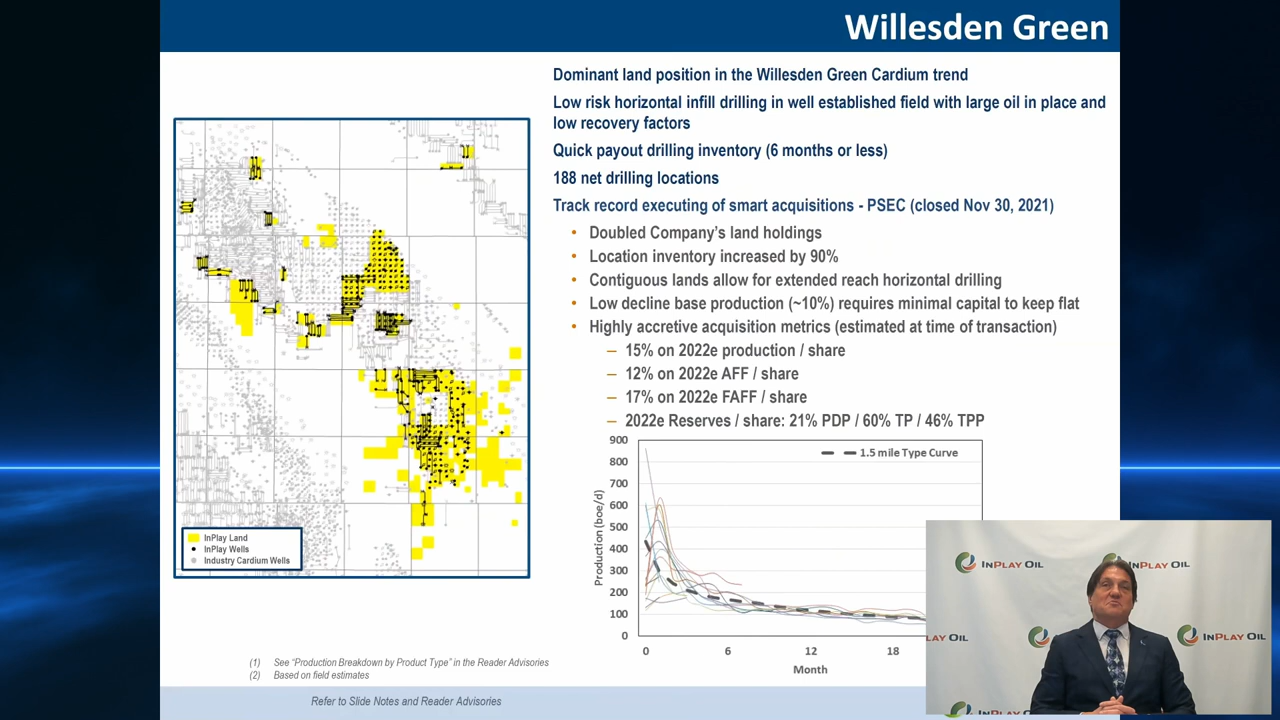 Willesden Green
Dominant land position in the Willesden Green Cardium trend
Low risk horizontal infill drilling in well established field with large oil in place and
low recovery factors
Quick payout drilling inventory (6 months or less)
188 net drilling locations
Track record executing of smart acquisitions - PSEC (closed Nov 30, 2021)
• Doubled Company's land holdings
• Location inventory increased by 90%
• Contiguous lands allow for extended reach horizontal drilling
• Low decline base production (~10%) requires minimal capital to keep flat
• Highly accretive acquisition metrics (estimated at time of transaction)
– 15% on 2022e production / share
– 12% on 2022e AFF / share
– 17% on 2022e FAFF / share
– 2022e Reserves / share: 21% PDP / 60% TP / 46% TPP
InPlay Land
InPlay Wells
Industry Cardium Wells
1.5 mile Type Curve
Production (boe/d)
900
800
700
600
500
400
300
200
100
0
0 6 12 18
Month
(1) See "Production Breakdown by Product Type" in the Reader Advisories
(2) Based on field estimates
Refer to Slide Notes and Reader Advisories
INPLAY OIL
NPLAY OIL
LAY OIL
INPLAY OIL